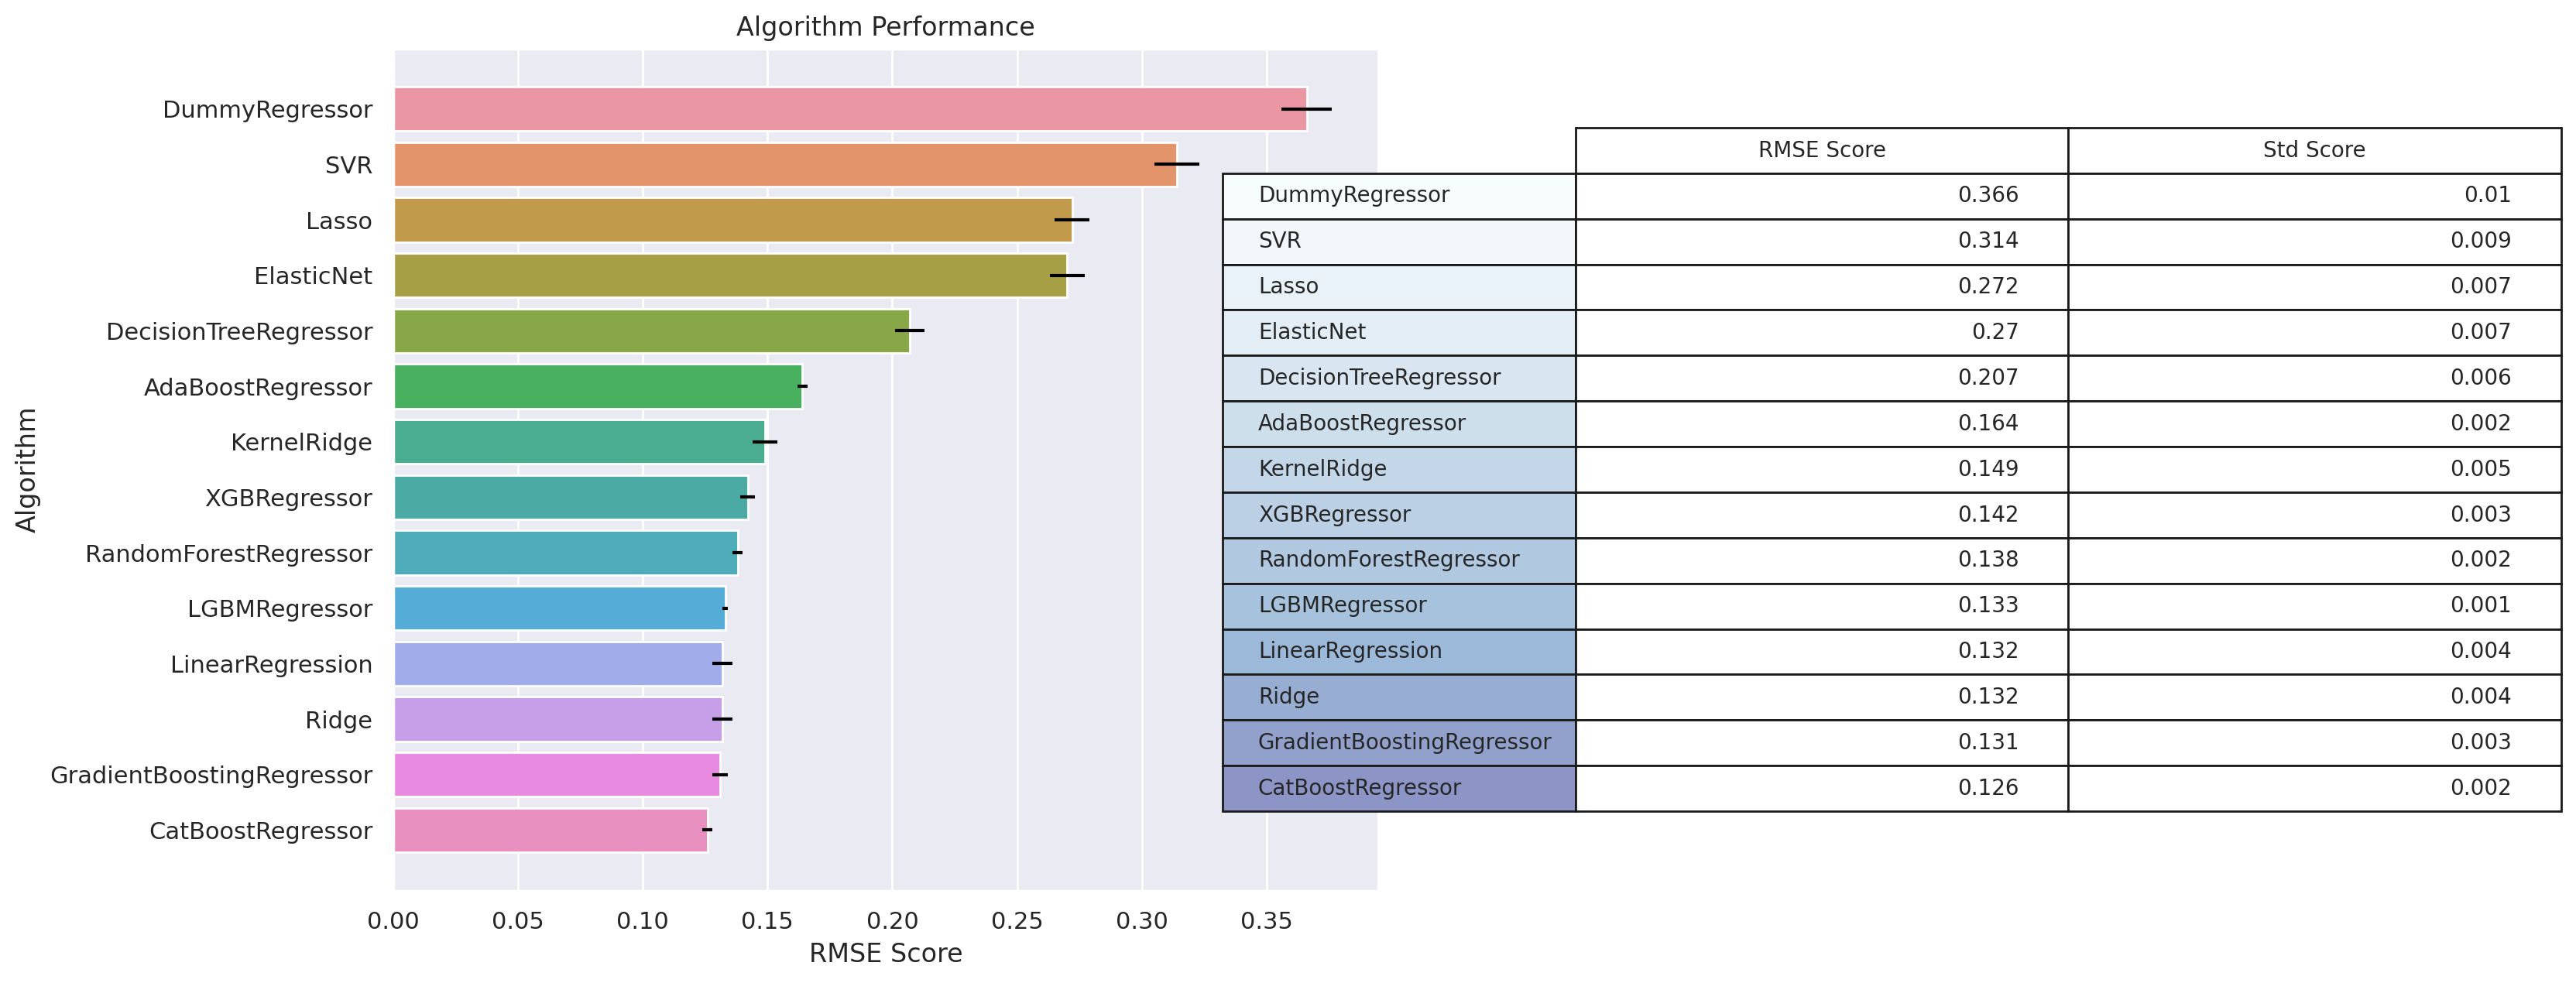 Algorithm Performance
Algorithm
DummyRegressor
SVR
Lasso
ElasticNet
DecisionTreeRegressor
AdaBoostRegressor
KernelRidge
XGBRegressor
RandomForestRegressor
LGBMRegressor
LinearRegression
Ridge
GradientBoostingRegressor
CatBoostRegressor
0.00 0.05 0.10 0.15 0.20 0.25 0.30 0.35
RMSE Score
RMSE Score Std Score
DummyRegressor 0.366 0.01
SVR 0.314 0.009
Lasso 0.272 0.007
ElasticNet 0.27 0.007
DecisionTreeRegressor 0.207 0.006
AdaBoostRegressor 0.164 0.002
KernelRidge 0.149 0.005
XGBRegressor 0.142 0.003
RandomForestRegressor 0.138 0.002
LGBMRegressor 0.133 0.001
LinearRegression 0.132 0.004
Ridge 0.132 0.004
GradientBoostingRegressor 0.131 0.003
CatBoostRegressor 0.126 0.002